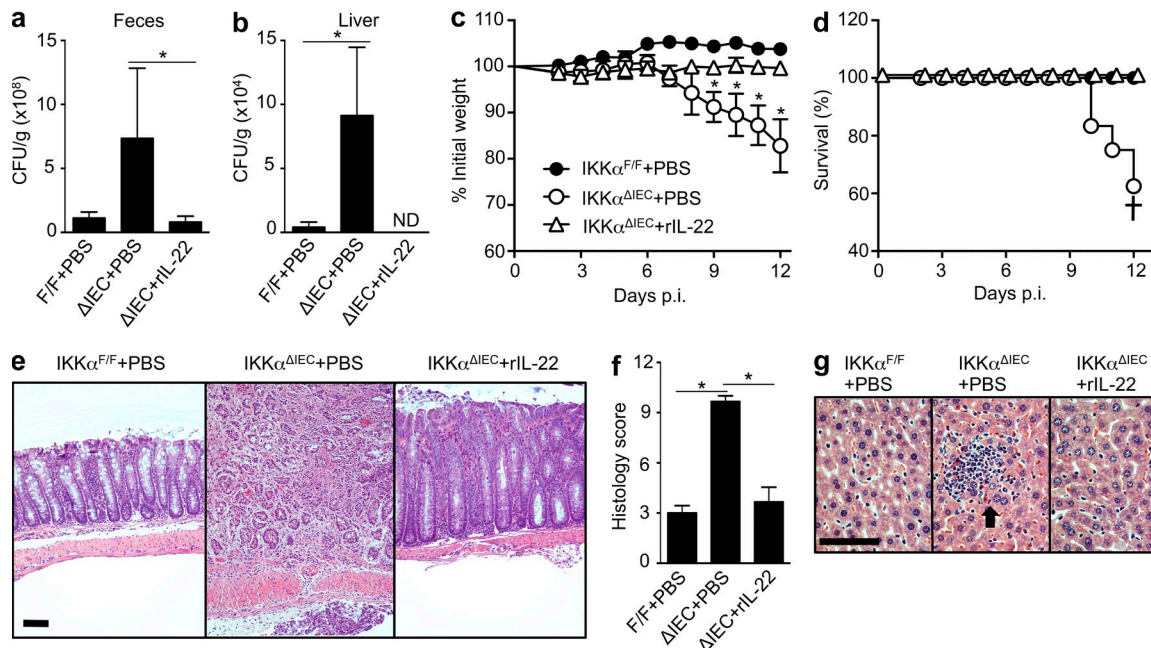 a
Feces
CFU/g (x10⁸)
15
10
5
0
*
F/F+PBS
ΔIEC+PBS
ΔIEC+rIL-22
b
Liver
CFU/g (x10⁴)
15
10
5
0
*
ND
F/F+PBS
ΔIEC+PBS
ΔIEC+rIL-22
c
% Initial weight
110
100
90
80
70
60
* * * *
IKKα^F/F+PBS
IKKα^ΔIEC+PBS
IKKα^ΔIEC+rIL-22
0 3 6 9 12
Days p.i.
d
Survival (%)
120
100
80
60
40
†
0 3 6 9 12
Days p.i.
e
IKKα^F/F+PBS
IKKα^ΔIEC+PBS
IKKα^ΔIEC+rIL-22
f
Histology score
12
9
6
3
0
* *
F/F+PBS
ΔIEC+PBS
ΔIEC+rIL-22
g
IKKα^F/F
+PBS
IKKα^ΔIEC
+PBS
IKKα^ΔIEC
+rIL-22